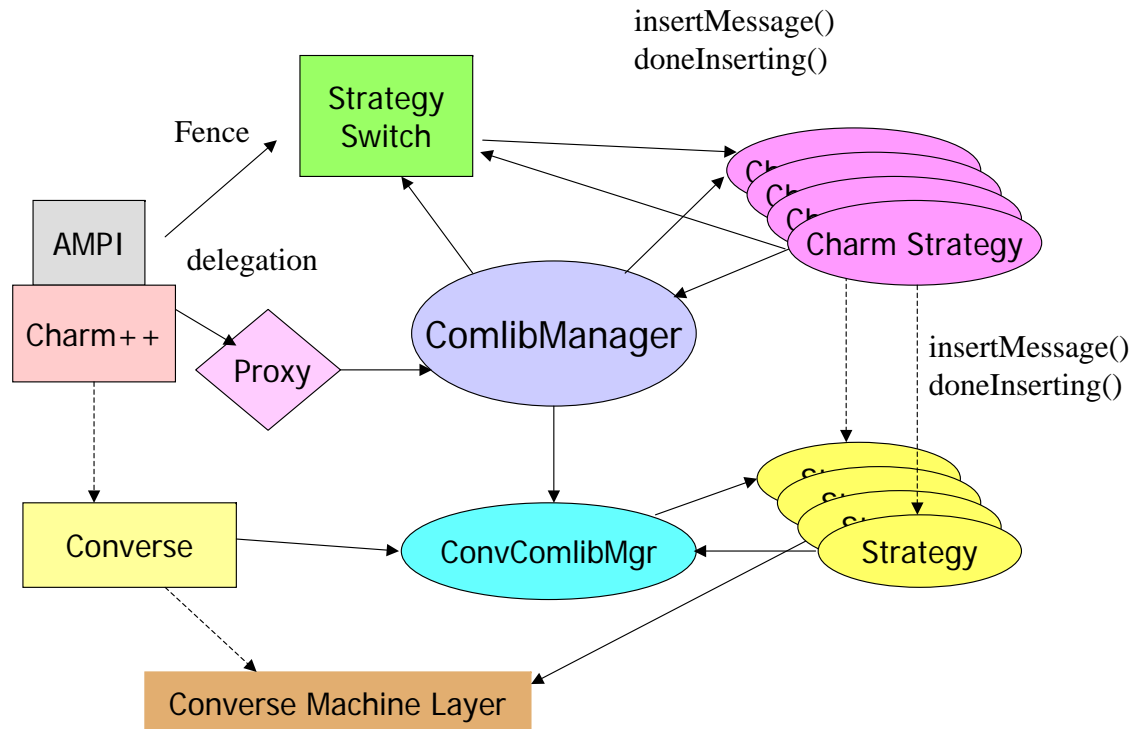 insertMessage()
doneInserting()
Strategy
Switch
Fence
AMPI
delegation
Charm Strategy
Charm++
ComlibManager
Proxy
insertMessage()
doneInserting()
Converse
ConvComlibMgr
Strategy
Converse Machine Layer